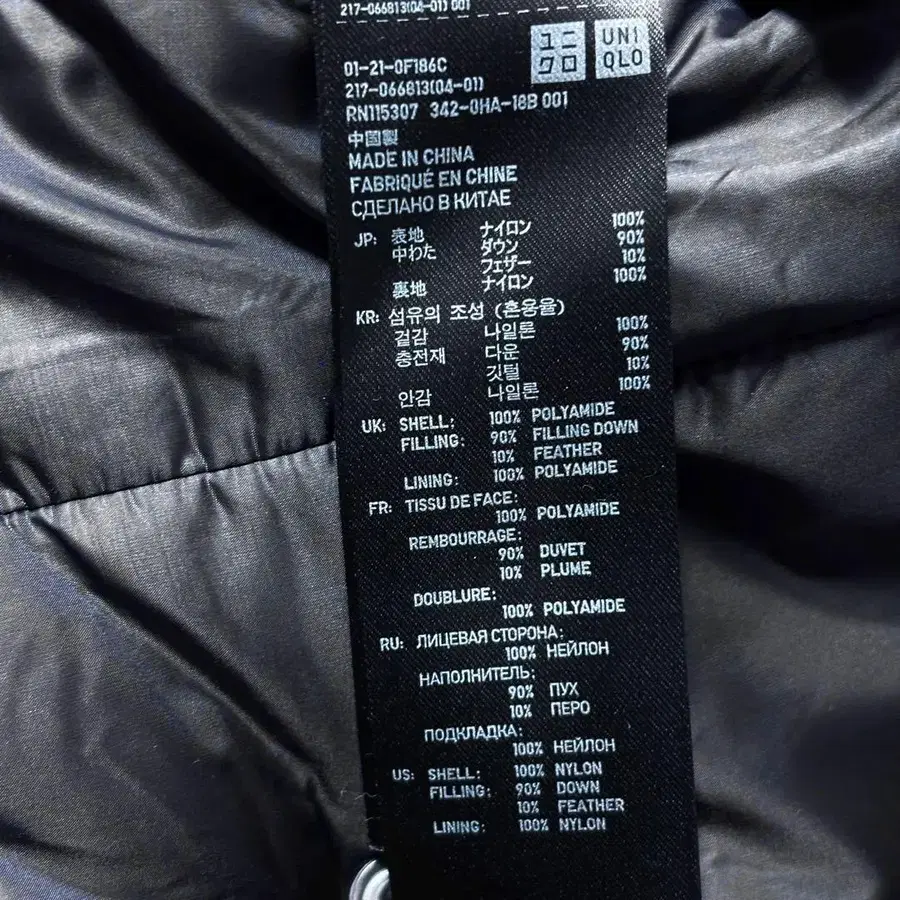 217-066813(04-01) 001
ユニクロ
UNIQLO
01-21-0F186C
217-066813(04-01)
RN115307 342-0HA-18B 001
中国製
MADE IN CHINA
FABRIQUÉ EN CHINE
СДЕЛАНО В КИТАЕ
JP: 表地 ナイロン 100%
中わた ダウン 90%
フェザー 10%
裏地 ナイロン 100%
KR: 섬유의 조성 (혼용율)
겉감 나일론 100%
충전재 다운 90%
깃털 10%
안감 나일론 100%
UK: SHELL: 100% POLYAMIDE
FILLING: 90% FILLING DOWN
10% FEATHER
LINING: 100% POLYAMIDE
FR: TISSU DE FACE:
100% POLYAMIDE
REMBOURRAGE:
90% DUVET
10% PLUME
DOUBLURE:
100% POLYAMIDE
RU: ЛИЦЕВАЯ СТОРОНА:
100% НЕЙЛОН
НАПОЛНИТЕЛЬ:
90% ПУХ
10% ПЕРО
ПОДКЛАДКА:
100% НЕЙЛОН
US: SHELL: 100% NYLON
FILLING: 90% DOWN
10% FEATHER
LINING: 100% NYLON